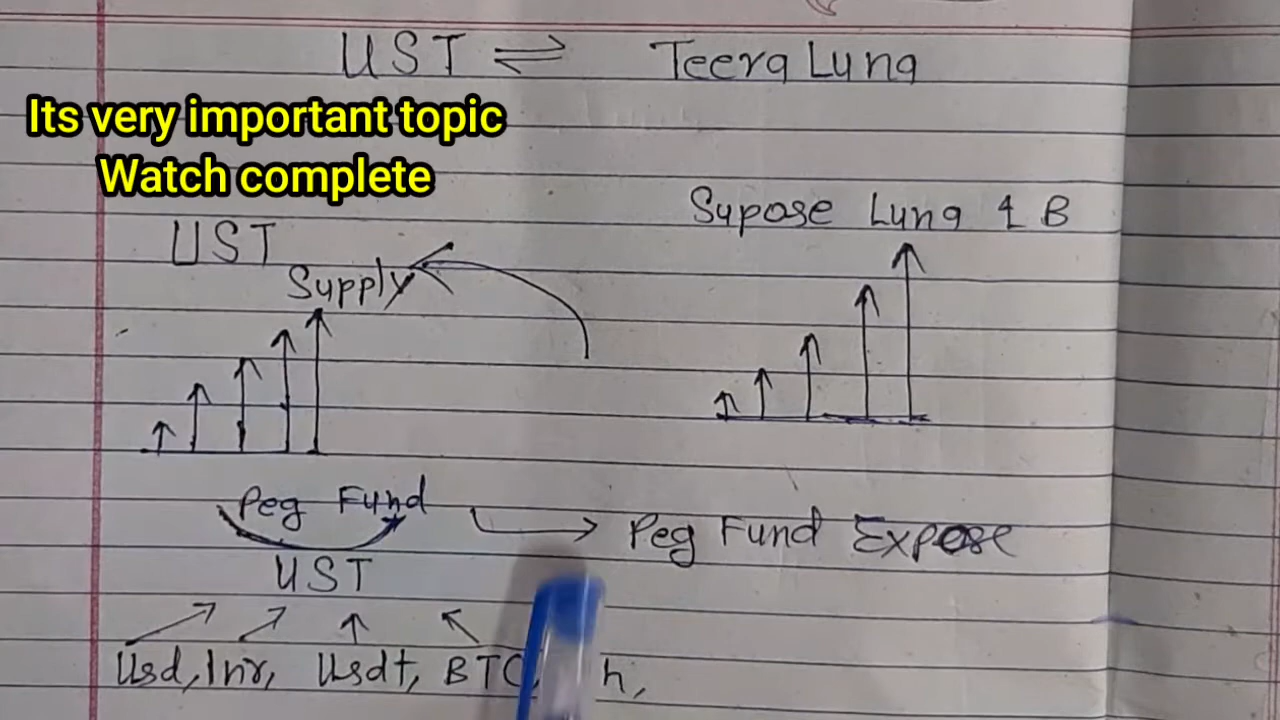 UST ⇌ Teera Luna
Its very important topic
Watch complete
Supose Luna 1 B
UST
Supply
Peg Fund → Peg Fund Expose
UST
Usd, Inr, Usdt, BTC, h,